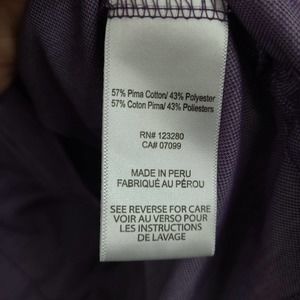 57% Pima Cotton/ 43% Polyester
57% Coton Pima/ 43% Poliesters
RN# 123280
CA# 07099
MADE IN PERU
FABRIQUÉ AU PÉROU
SEE REVERSE FOR CARE
VOIR AU VERSO POUR
LES INSTRUCTIONS
DE LAVAGE